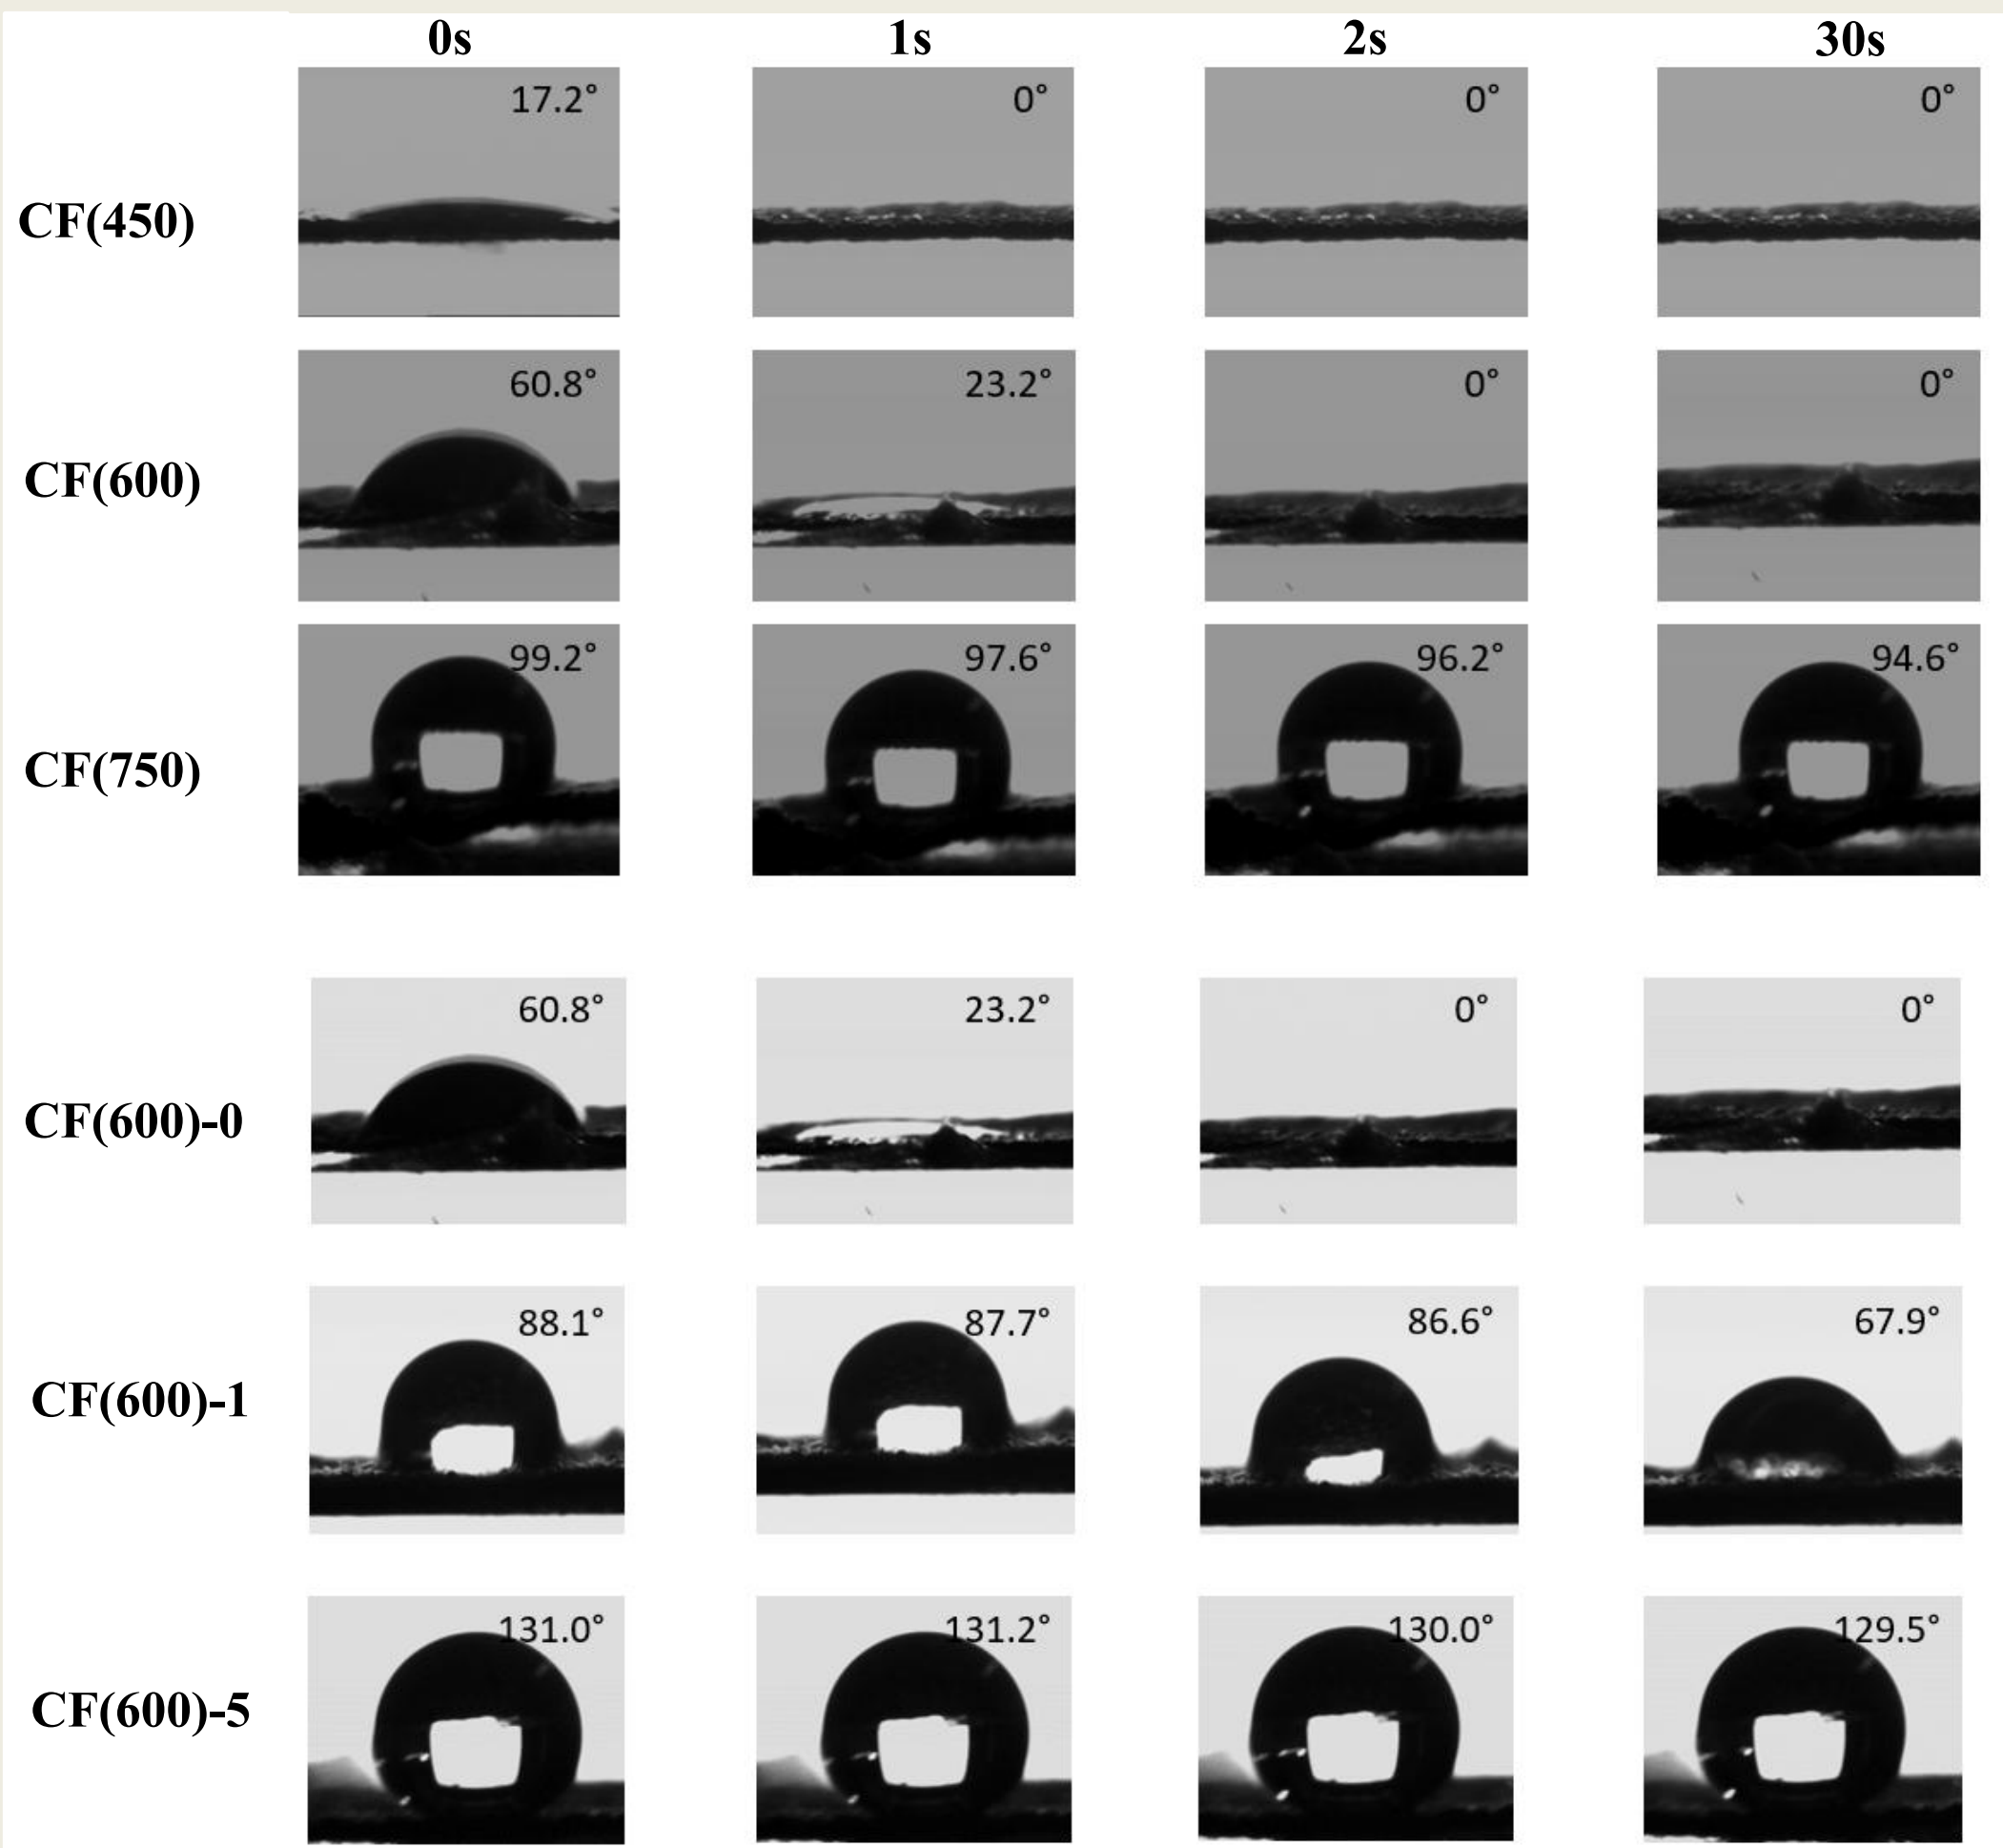 0s 1s 2s 30s
CF(450) 17.2° 0° 0° 0°
CF(600) 60.8° 23.2° 0° 0°
CF(750) 99.2° 97.6° 96.2° 94.6°
CF(600)-0 60.8° 23.2° 0° 0°
CF(600)-1 88.1° 87.7° 86.6° 67.9°
CF(600)-5 131.0° 131.2° 130.0° 129.5°